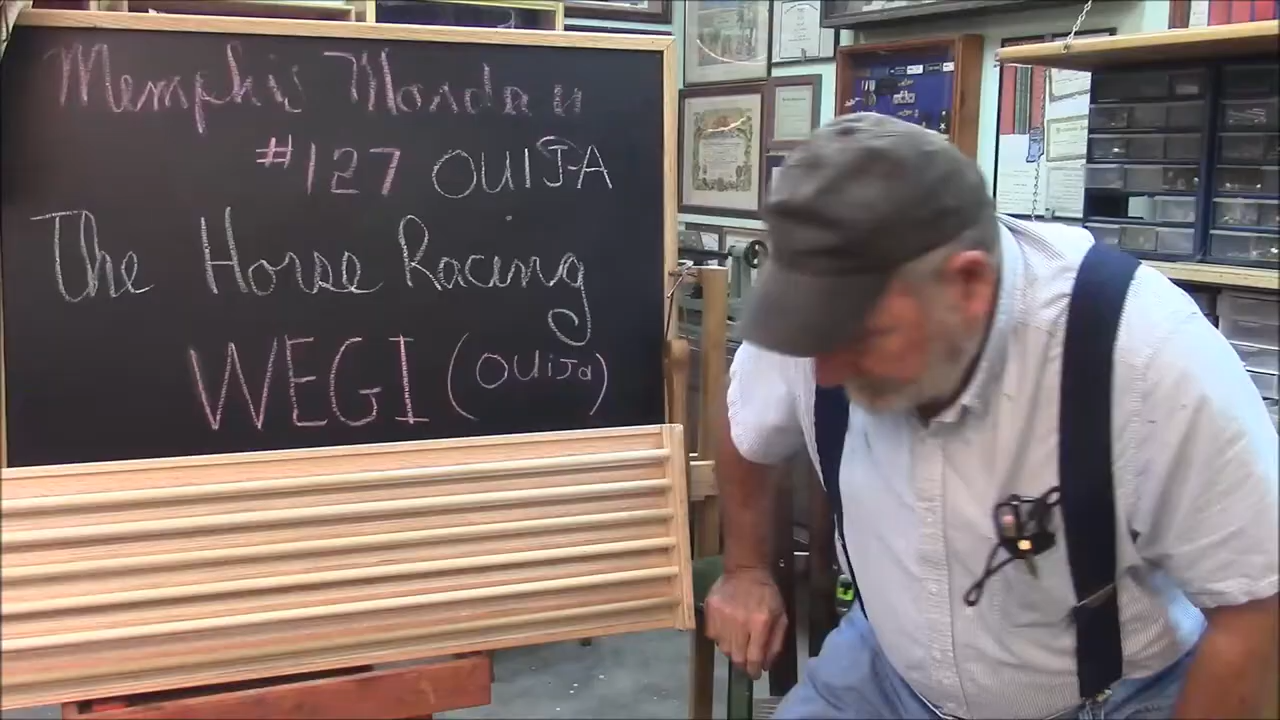 Memphis Monday
#127 OUIJA
The Horse Racing
WEGI (OUiJa)